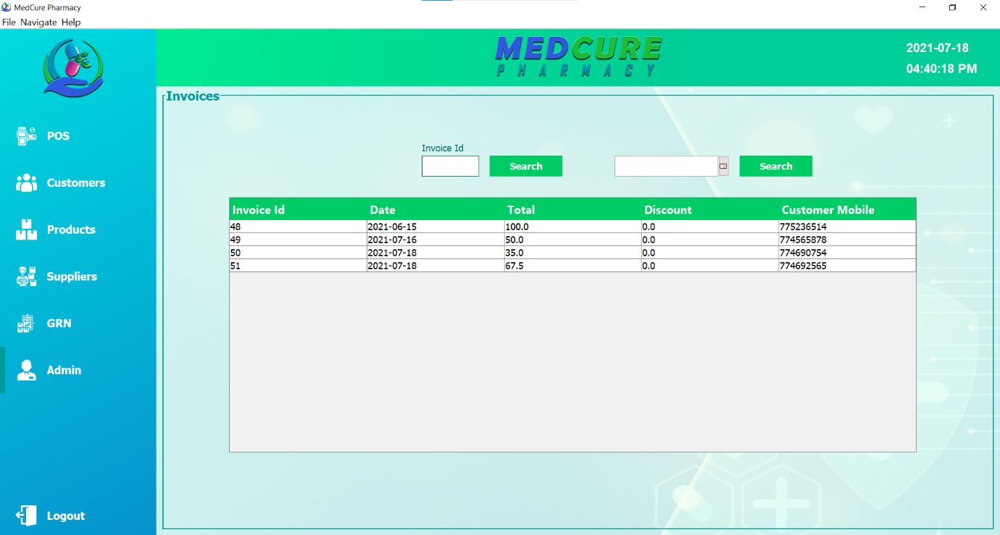 MedCure Pharmacy
File Navigate Help
MEDCURE
PHARMACY
2021-07-18
04:40:18 PM
POS
Customers
Products
Suppliers
GRN
Admin
Logout
Invoices
Invoice Id
Search Search
Invoice Id Date Total Discount Customer Mobile
48 2021-06-15 100.0 0.0 775236514
49 2021-07-16 50.0 0.0 774565878
50 2021-07-18 35.0 0.0 774690754
51 2021-07-18 67.5 0.0 774692565